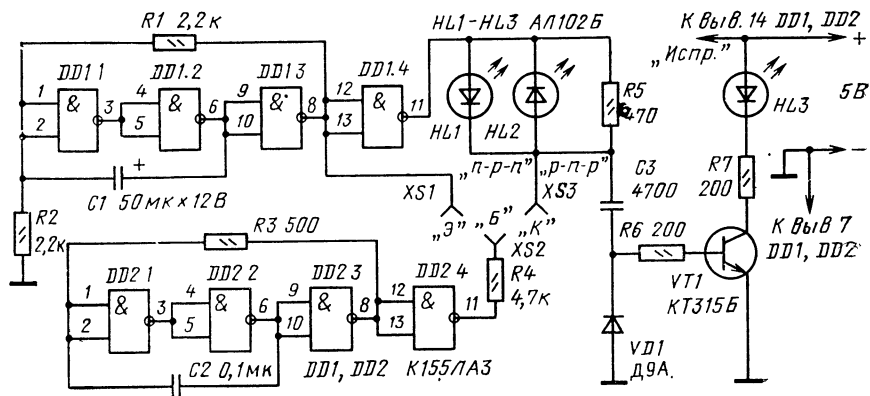 R1 2,2к
HL1-HL3 АЛ102Б
К Выв.14 DD1, DD2
„Испр."
+
DD1 1
DD1.2
DD1 3
DD1.4
1
2
&
3
4
5
&
6
9
10
&
8
12
13
&
11
HL1
HL2
R5
470
HL3
5В
−
C1 50мк×12В
+
„п-р-п"
„р-п-р"
XS1
XS3
C3
4700
R7
200
R2
2,2к
„Э"
„Б"
„К"
XS2
К Выв 7
DD1, DD2
R3 500
R6 200
DD2 1
DD2 2
DD2 3
DD2 4
R4
4,7к
1
2
&
3
4
5
&
6
9
10
&
8
12
13
&
11
VT1
КТ315Б
C2 0,1мк
DD1, DD2
К155ЛА3
VD1
Д9А.